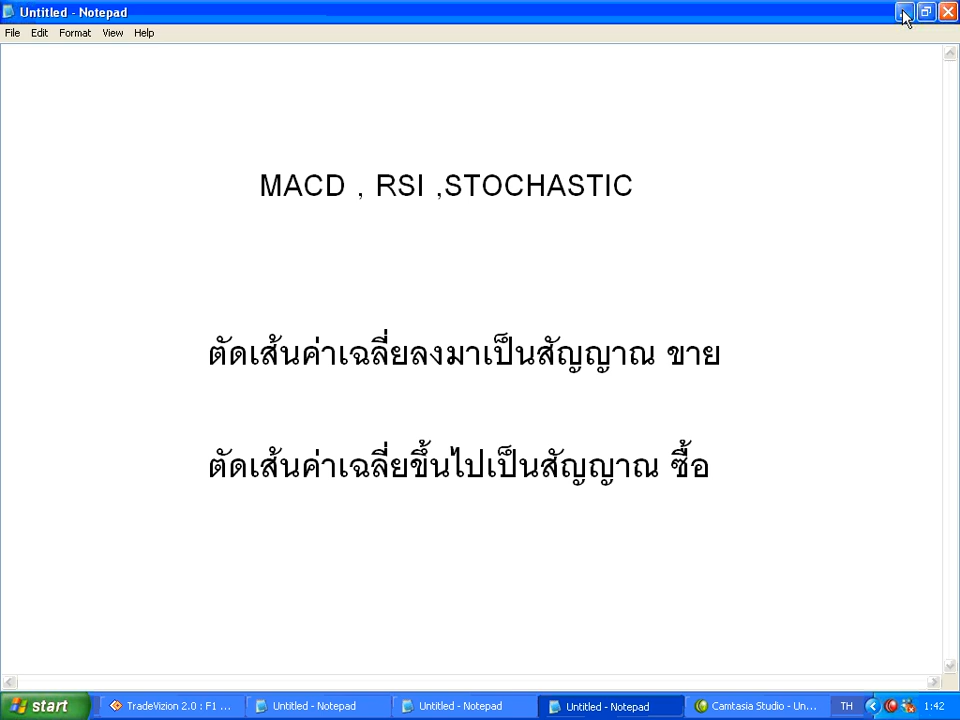 Untitled - Notepad
File Edit Format View Help
MACD , RSI ,STOCHASTIC
ตัดเส้นค่าเฉลี่ยลงมาเป็นสัญญาณ ขาย
ตัดเส้นค่าเฉลี่ยขึ้นไปเป็นสัญญาณ ซื้อ
start TradeVizion 2.0 : F1 ... Untitled - Notepad Untitled - Notepad Untitled - Notepad Camtasia Studio - Un... TH 1:42